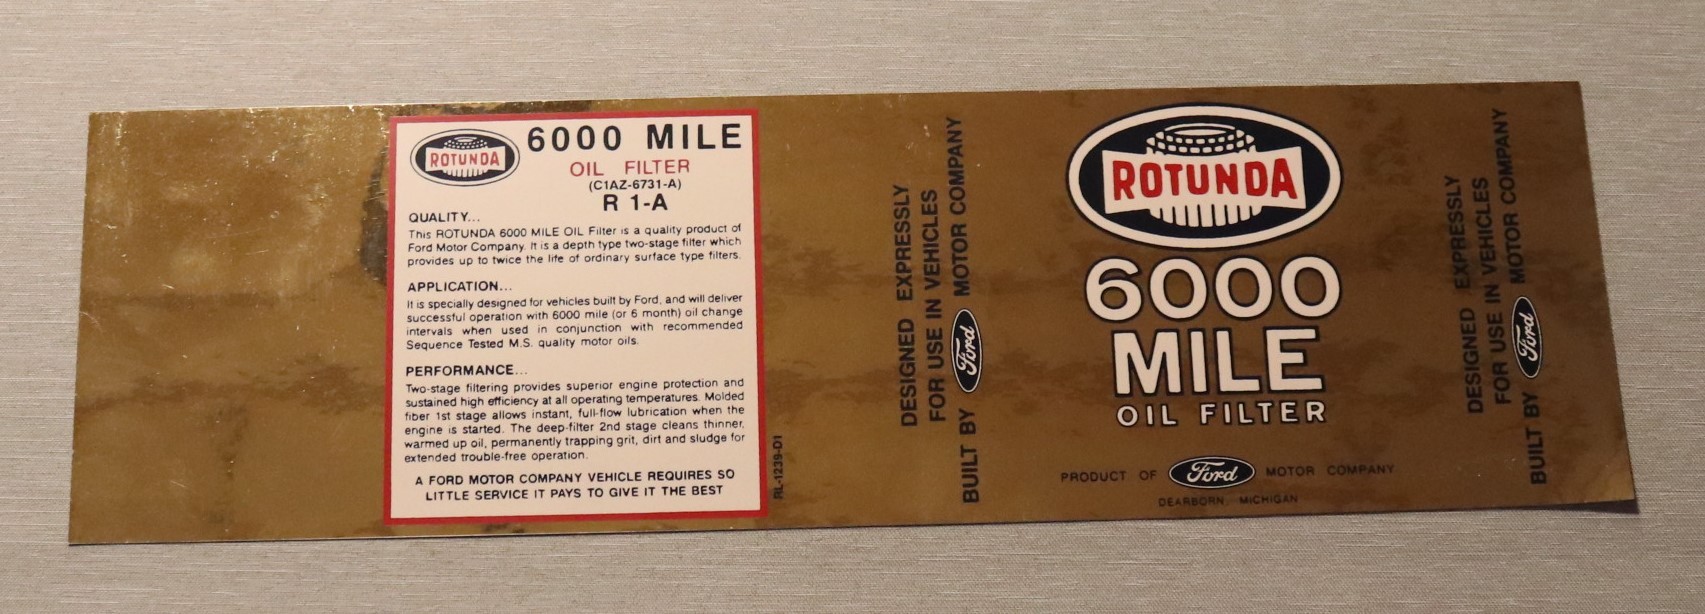 ROTUNDA
6000 MILE
OIL FILTER
(C1AZ-6731-A)
R 1-A
QUALITY...
This ROTUNDA 6000 MILE OIL Filter is a quality product of
Ford Motor Company. It is a depth type two-stage filter which
provides up to twice the life of ordinary surface type filters.
APPLICATION...
It is specially designed for vehicles built by Ford, and will deliver
successful operation with 6000 mile (or 6 month) oil change
intervals when used in conjunction with recommended
Sequence Tested M.S. quality motor oils.
PERFORMANCE...
Two-stage filtering provides superior engine protection and
sustained high efficiency at all operating temperatures. Molded
fiber 1st stage allows instant, full-flow lubrication when the
engine is started. The deep-filter 2nd stage cleans thinner,
warmed up oil, permanently trapping grit, dirt and sludge for
extended trouble-free operation.
A FORD MOTOR COMPANY VEHICLE REQUIRES SO
LITTLE SERVICE IT PAYS TO GIVE IT THE BEST
RL-1239-D1
DESIGNED EXPRESSLY
FOR USE IN VEHICLES
BUILT BY Ford MOTOR COMPANY
ROTUNDA
6000
MILE
OIL FILTER
PRODUCT OF Ford MOTOR COMPANY
DEARBORN, MICHIGAN
DESIGNED EXPRESSLY
FOR USE IN VEHICLES
BUILT BY Ford MOTOR COMPANY